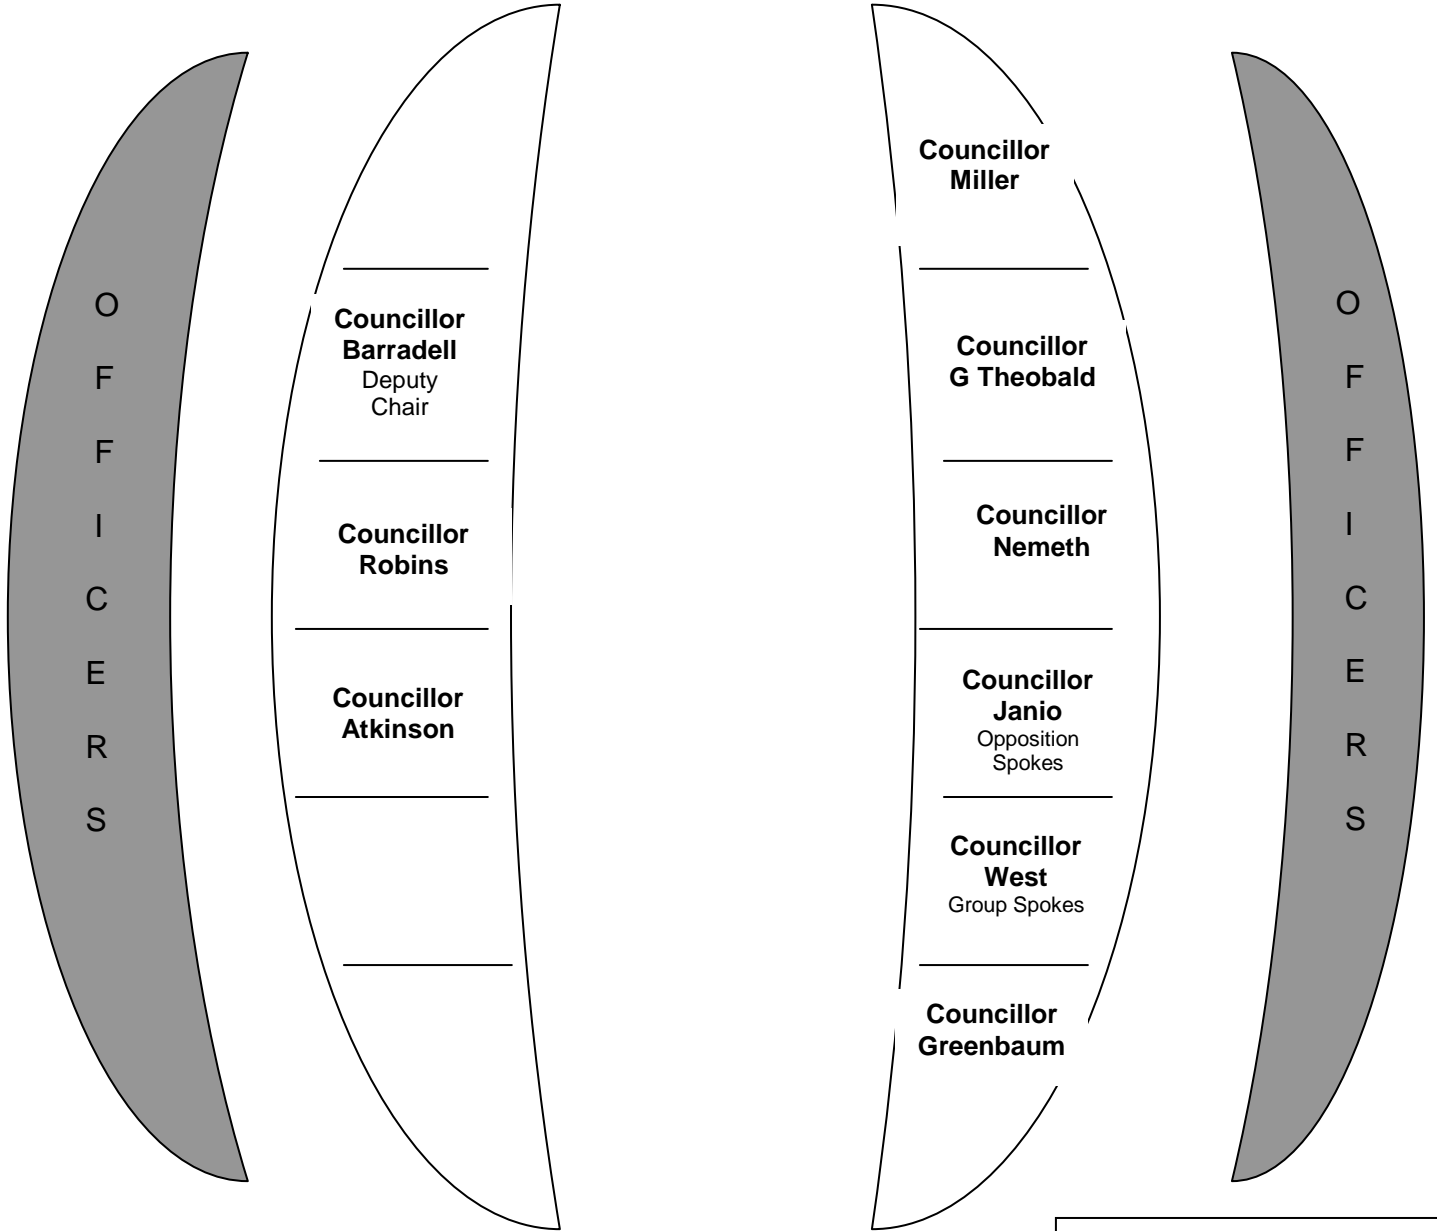 O
F
F
I
C
E
R
S
Councillor
Barradell
Deputy
Chair
Councillor
Robins
Councillor
Atkinson
Councillor
Miller
Councillor
G Theobald
Councillor
Nemeth
Councillor
Janio
Opposition
Spokes
Councillor
West
Group Spokes
Councillor
Greenbaum
O
F
F
I
C
E
R
S